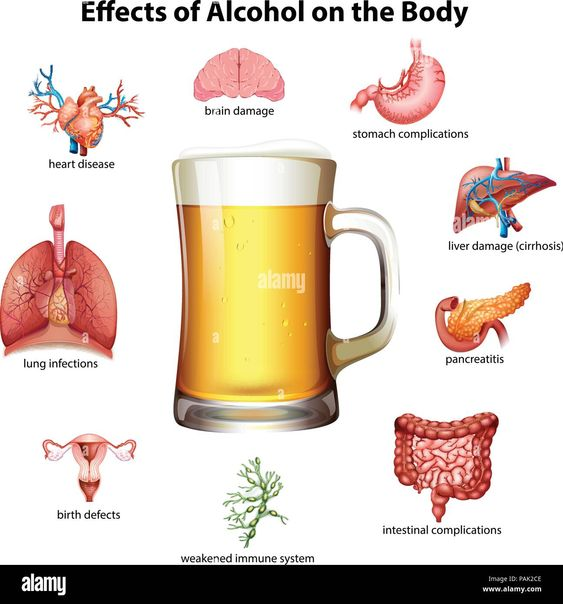 Effects of Alcohol on the Body
brain damage
stomach complications
heart disease
liver damage (cirrhosis)
alamy
lung infections
pancreatitis
birth defects
intestinal complications
weakened immune system
alamy
Image ID: PAK2CE
www.alamy.com